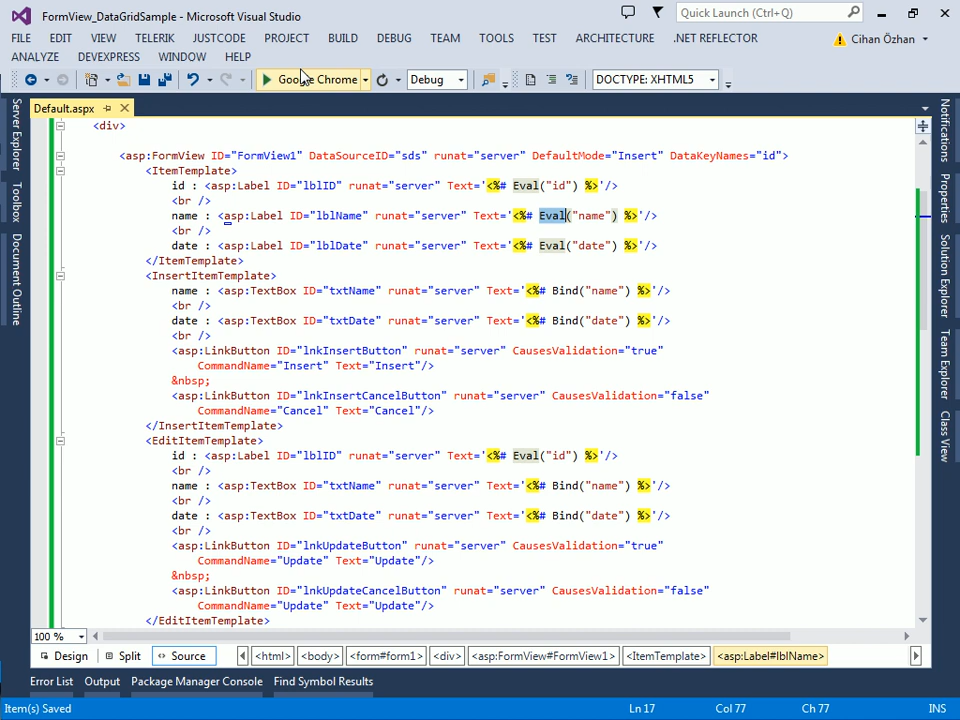 FormView_DataGridSample - Microsoft Visual Studio
Quick Launch (Ctrl+Q)
FILE EDIT VIEW TELERIK JUSTCODE PROJECT BUILD DEBUG TEAM TOOLS TEST ARCHITECTURE .NET REFLECTOR
Cihan Özhan
ANALYZE DEVEXPRESS WINDOW HELP
Google Chrome
Debug
DOCTYPE: XHTML5
Default.aspx
Server Explorer
Toolbox
Document Outline
<div>
<asp:FormView ID="FormView1" DataSourceID="sds" runat="server" DefaultMode="Insert" DataKeyNames="id">
<ItemTemplate>
id : <asp:Label ID="lblID" runat="server" Text='<%# Eval("id") %>'/>
<br />
name : <asp:Label ID="lblName" runat="server" Text='<%# Eval("name") %>'/>
<br />
date : <asp:Label ID="lblDate" runat="server" Text='<%# Eval("date") %>'/>
</ItemTemplate>
<InsertItemTemplate>
name : <asp:TextBox ID="txtName" runat="server" Text='<%# Bind("name") %>'/>
<br />
date : <asp:TextBox ID="txtDate" runat="server" Text='<%# Bind("date") %>'/>
<br />
<asp:LinkButton ID="lnkInsertButton" runat="server" CausesValidation="true"
CommandName="Insert" Text="Insert"/>
&nbsp;
<asp:LinkButton ID="lnkInsertCancelButton" runat="server" CausesValidation="false"
CommandName="Cancel" Text="Cancel"/>
</InsertItemTemplate>
<EditItemTemplate>
id : <asp:Label ID="lblID" runat="server" Text='<%# Eval("id") %>'/>
<br />
name : <asp:TextBox ID="txtName" runat="server" Text='<%# Bind("name") %>'/>
<br />
date : <asp:TextBox ID="txtDate" runat="server" Text='<%# Bind("date") %>'/>
<br />
<asp:LinkButton ID="lnkUpdateButton" runat="server" CausesValidation="true"
CommandName="Update" Text="Update"/>
&nbsp;
<asp:LinkButton ID="lnkUpdateCancelButton" runat="server" CausesValidation="false"
CommandName="Update" Text="Update"/>
</EditItemTemplate>
Notifications
Properties
Solution Explorer
Team Explorer
Class View
100 %
Design Split Source <html> <body> <form#form1> <div> <asp:FormView#FormView1> <ItemTemplate> <asp:Label#lblName>
Error List Output Package Manager Console Find Symbol Results
Item(s) Saved Ln 17 Col 77 Ch 77 INS